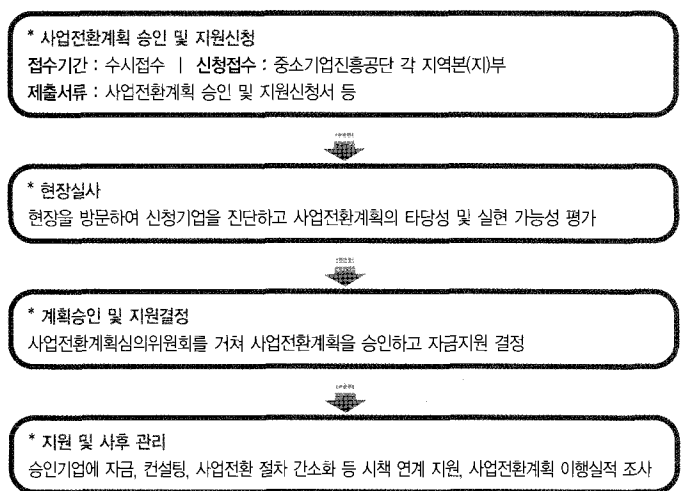 * 사업전환계획 승인 및 지원신청
접수기간 : 수시접수 | 신청접수 : 중소기업진흥공단 각 지역본(지)부
제출서류 : 사업전환계획 승인 및 지원신청서 등
* 현장실사
현장을 방문하여 신청기업을 진단하고 사업전환계획의 타당성 및 실현 가능성 평가
* 계획승인 및 지원결정
사업전환계획심의위원회를 거쳐 사업전환계획을 승인하고 자금지원 결정
* 지원 및 사후 관리
승인기업에 자금, 컨설팅, 사업전환 절차 간소화 등 시책 연계 지원, 사업전환계획 이행실적 조사